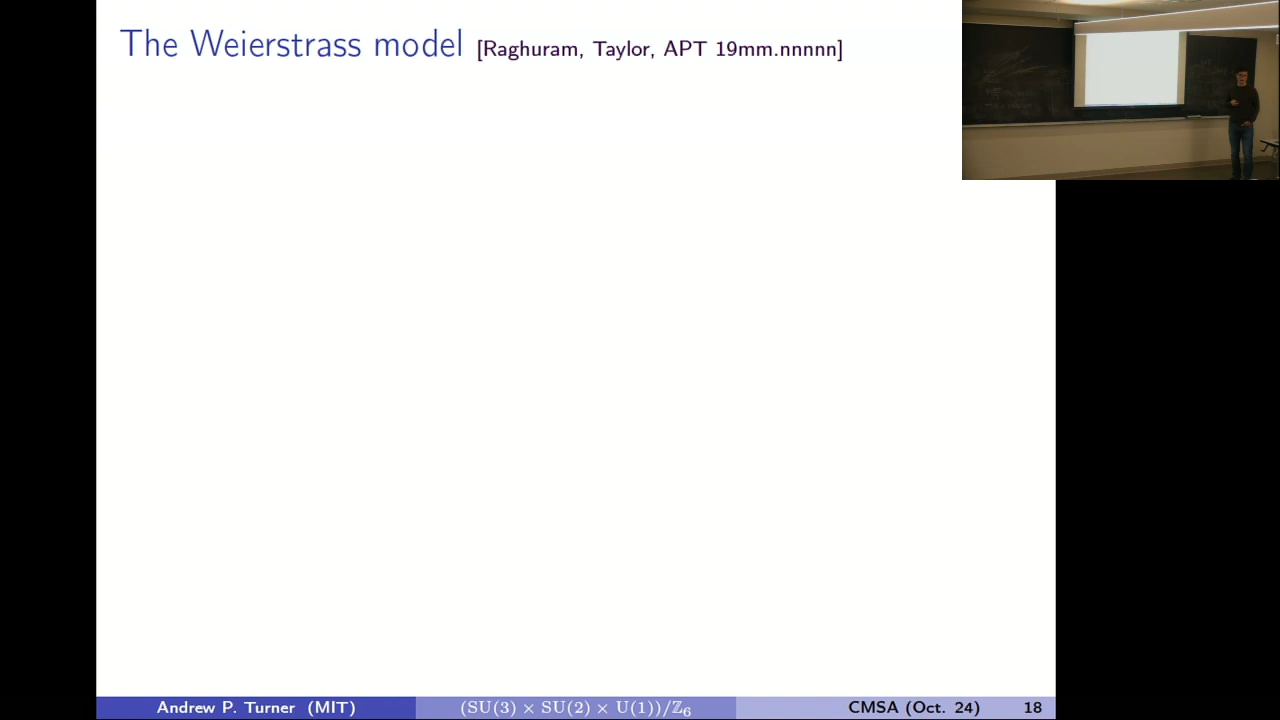 The Weierstrass model [Raghuram, Taylor, APT 19mm.nnnnn]
Andrew P. Turner (MIT) (SU(3) × SU(2) × U(1))/ℤ₆ CMSA (Oct. 24) 18